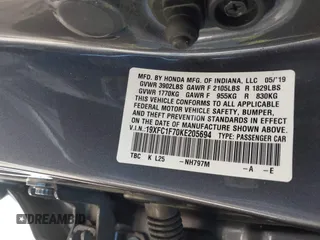 MFD. BY HONDA MFG. OF INDIANA, LLC 05/'19
GVWR 3902LBS GAWR F 2105LBS R 1829LBS
GVWR 1770KG GAWR F 955KG R 830KG
THIS VEHICLE CONFORMS TO ALL APPLICABLE
FEDERAL MOTOR VEHICLE SAFETY, BUMPER,
AND THEFT PREVENTION STANDARDS IN EFFECT
ON THE DATE OF MANUFACTURE SHOWN ABOVE.
V.I.N.:19XFC1F70KE205694 TYPE: PASSENGER CAR
TBC K L25 -NH797M -A -E
DREAMBID